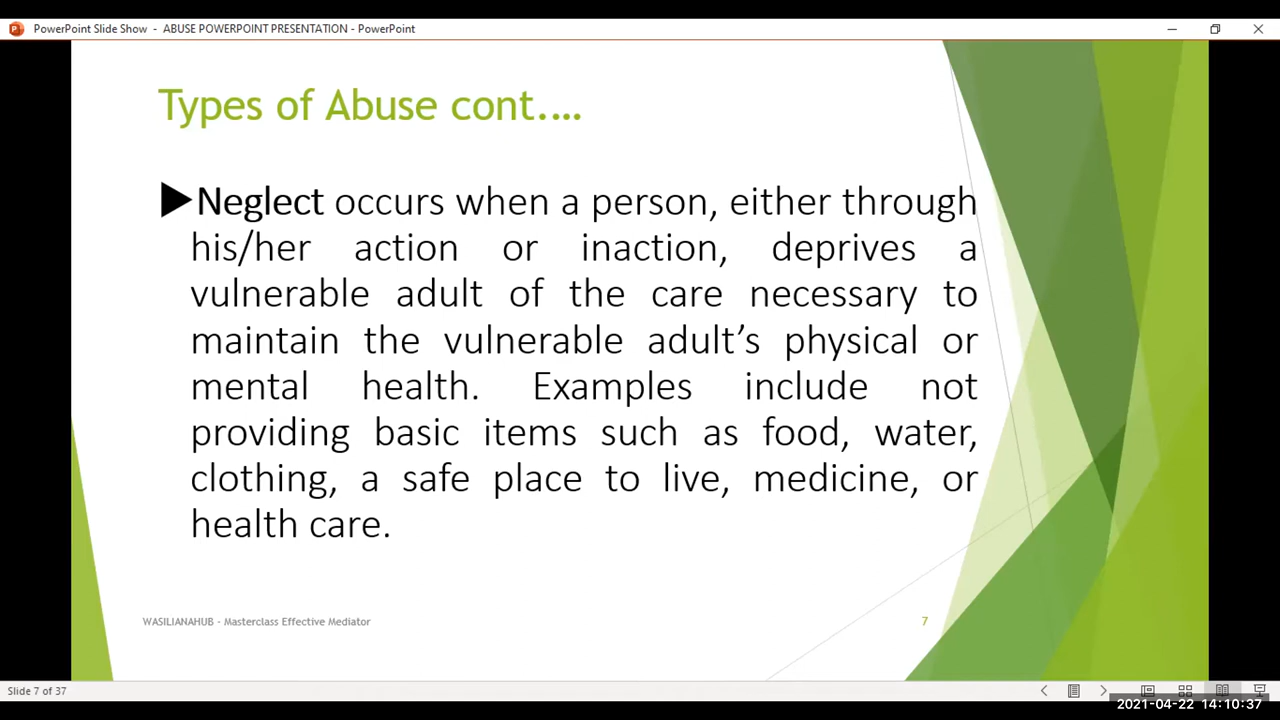 PowerPoint Slide Show - ABUSE POWERPOINT PRESENTATION - PowerPoint
Types of Abuse cont.…
Neglect occurs when a person, either through
his/her action or inaction, deprives a
vulnerable adult of the care necessary to
maintain the vulnerable adult’s physical or
mental health. Examples include not
providing basic items such as food, water,
clothing, a safe place to live, medicine, or
health care.
WASILIANAHUB - Masterclass Effective Mediator
7
Slide 7 of 37
2021-04-22 14:10:37